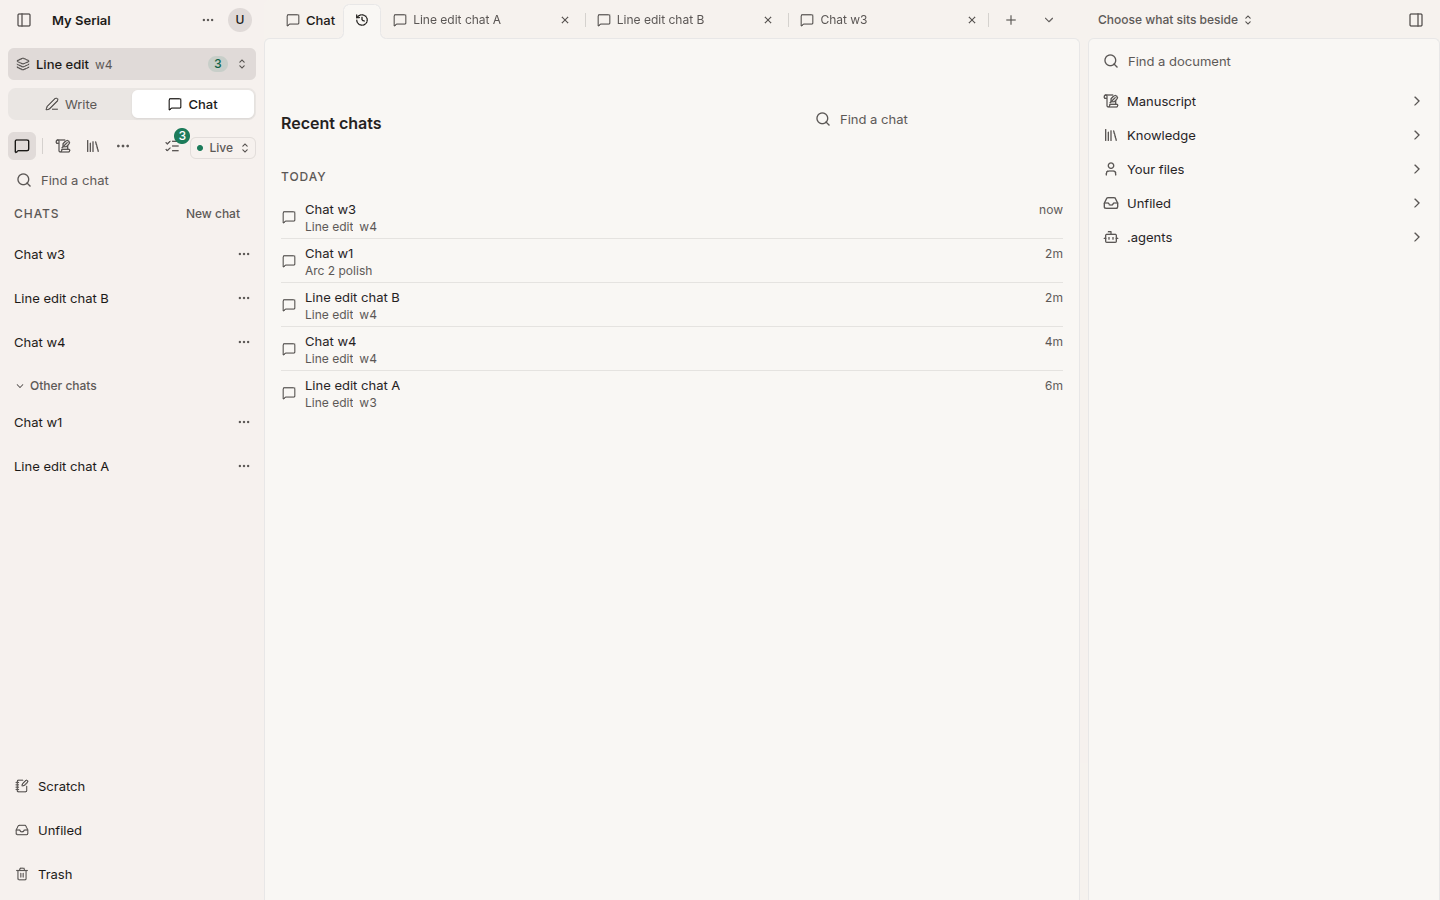 My Serial
U
Line edit w4
3
Write
Chat
3
Live
Find a chat
CHATS
New chat
Chat w3
Line edit chat B
Chat w4
Other chats
Chat w1
Line edit chat A
Scratch
Unfiled
Trash
Chat
Line edit chat A
Line edit chat B
Chat w3
Recent chats
Find a chat
TODAY
Chat w3
now
Line edit w4
Chat w1
2m
Arc 2 polish
Line edit chat B
2m
Line edit w4
Chat w4
4m
Line edit w4
Line edit chat A
6m
Line edit w3
Choose what sits beside
Find a document
Manuscript
Knowledge
Your files
Unfiled
.agents